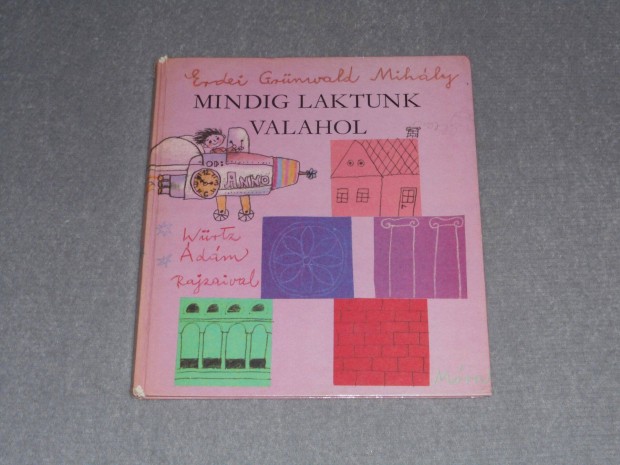 Erdei Grünwald Mihály
MINDIG LAKTUNK
VALAHOL
ANNO
Würtz
Ádám
Rajzaival